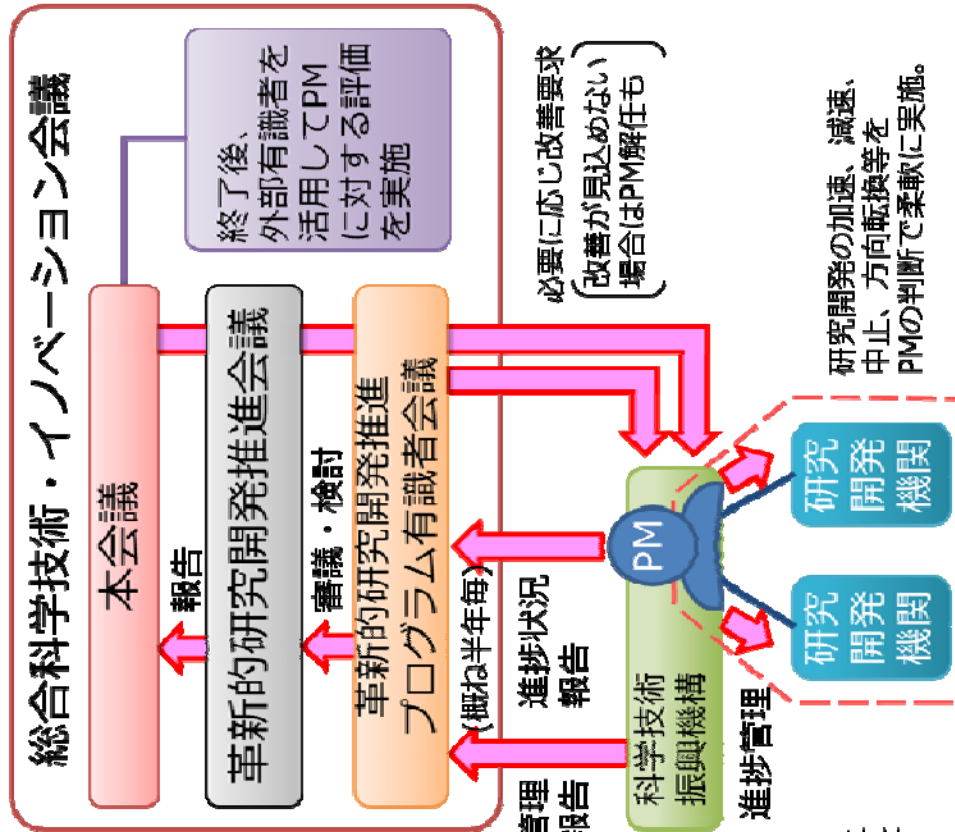 総合科学技術・イノベーション会議
本会議
終了後、
外部有識者を
活用してPM
に対する評価
を実施
報告
革新的研究開発推進会議
審議・検討
革新的研究開発推進
プログラム有識者会議
(概ね半年毎)
進捗状況
報告
管理
報告
必要に応じ改善要求
改善が見込めない
場合はPM解任も
科学技術
振興機構
PM
進捗管理
研究
開発
機関
研究
開発
機関
研究開発の加速、減速、
中止、方向転換等を
PMの判断で柔軟に実施。